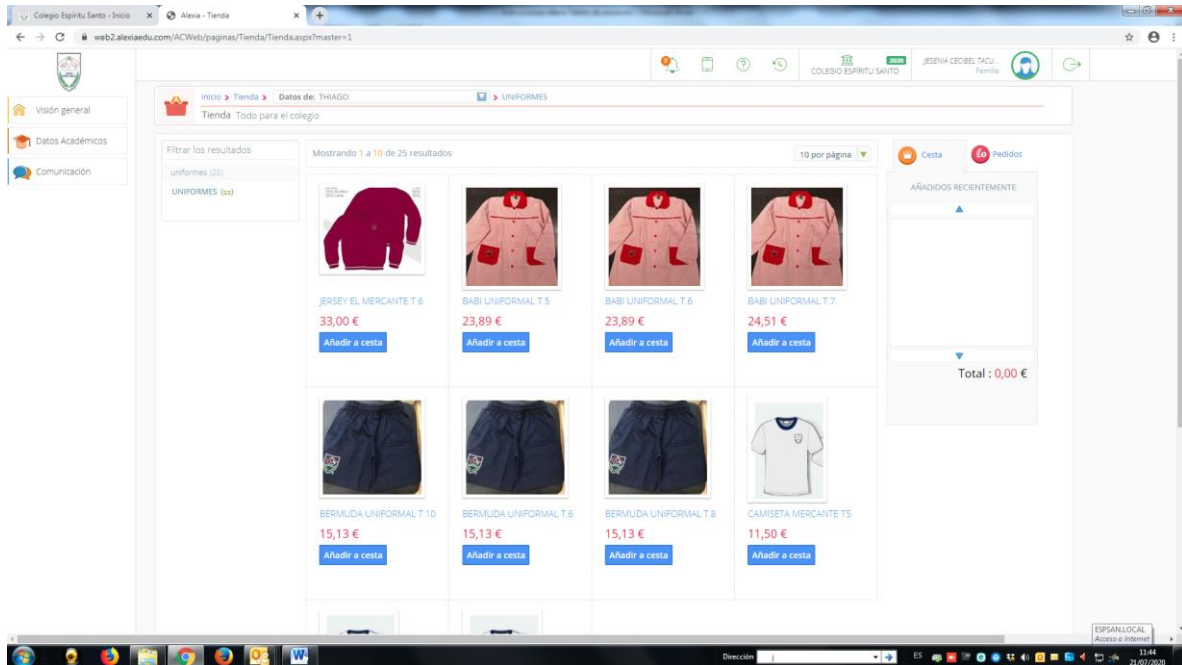 Colegio Espíritu Santo - Inicio
Alexia - Tienda
web2.alexiaedu.com/ACWeb/paginas/Tienda/Tienda.aspx?master=1
COLEGIO ESPÍRITU SANTO
2020
Familia
Visión general
Datos Académicos
Comunicación
Inicio > Tienda > Datos de: THIAGO > UNIFORMES
Tienda Todo para el colegio
Filtrar los resultados
uniformes (25)
UNIFORMES (22)
Mostrando 1 a 10 de 25 resultados
10 por página
Cesta
Pedidos
AÑADIDOS RECIENTEMENTE
Total : 0,00 €
JERSEY EL MERCANTE T 6
33,00 €
Añadir a cesta
BABI UNIFORMAL T.5
23,89 €
Añadir a cesta
BABI UNIFORMAL T.6
23,89 €
Añadir a cesta
BABI UNIFORMAL T.7
24,51 €
Añadir a cesta
BERMUDA UNIFORMAL T.10
15,13 €
Añadir a cesta
BERMUDA UNIFORMAL T.6
15,13 €
Añadir a cesta
BERMUDA UNIFORMAL T.8
15,13 €
Añadir a cesta
CAMISETA MERCANTE T5
11,50 €
Añadir a cesta
ESPSAN.LOCAL
Acceso a Internet
Dirección
ES
11:44
21/07/2020